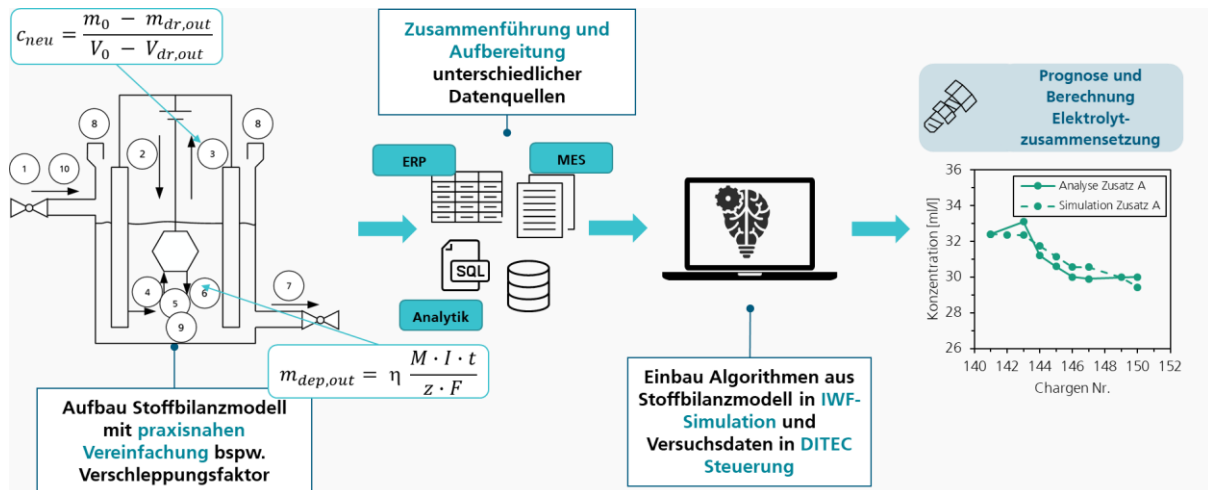 c_neu = (m_0 − m_dr,out) / (V_0 − V_dr,out)
8
8
1
10
2
3
4
5
6
9
7
m_dep,out = η (M · I · t) / (z · F)
Aufbau Stoffbilanzmodell
mit praxisnahen
Vereinfachung bspw.
Verschleppungsfaktor
Zusammenführung und
Aufbereitung
unterschiedlicher
Datenquellen
ERP
MES
SQL
Analytik
Einbau Algorithmen aus
Stoffbilanzmodell in IWF-
Simulation und
Versuchsdaten in DITEC
Steuerung
Prognose und
Berechnung
Elektrolyt-
zusammensetzung
Analyse Zusatz A
Simulation Zusatz A
Konzentration [ml/l]
36
34
32
30
28
26
140 142 144 146 148 150 152
Chargen Nr.